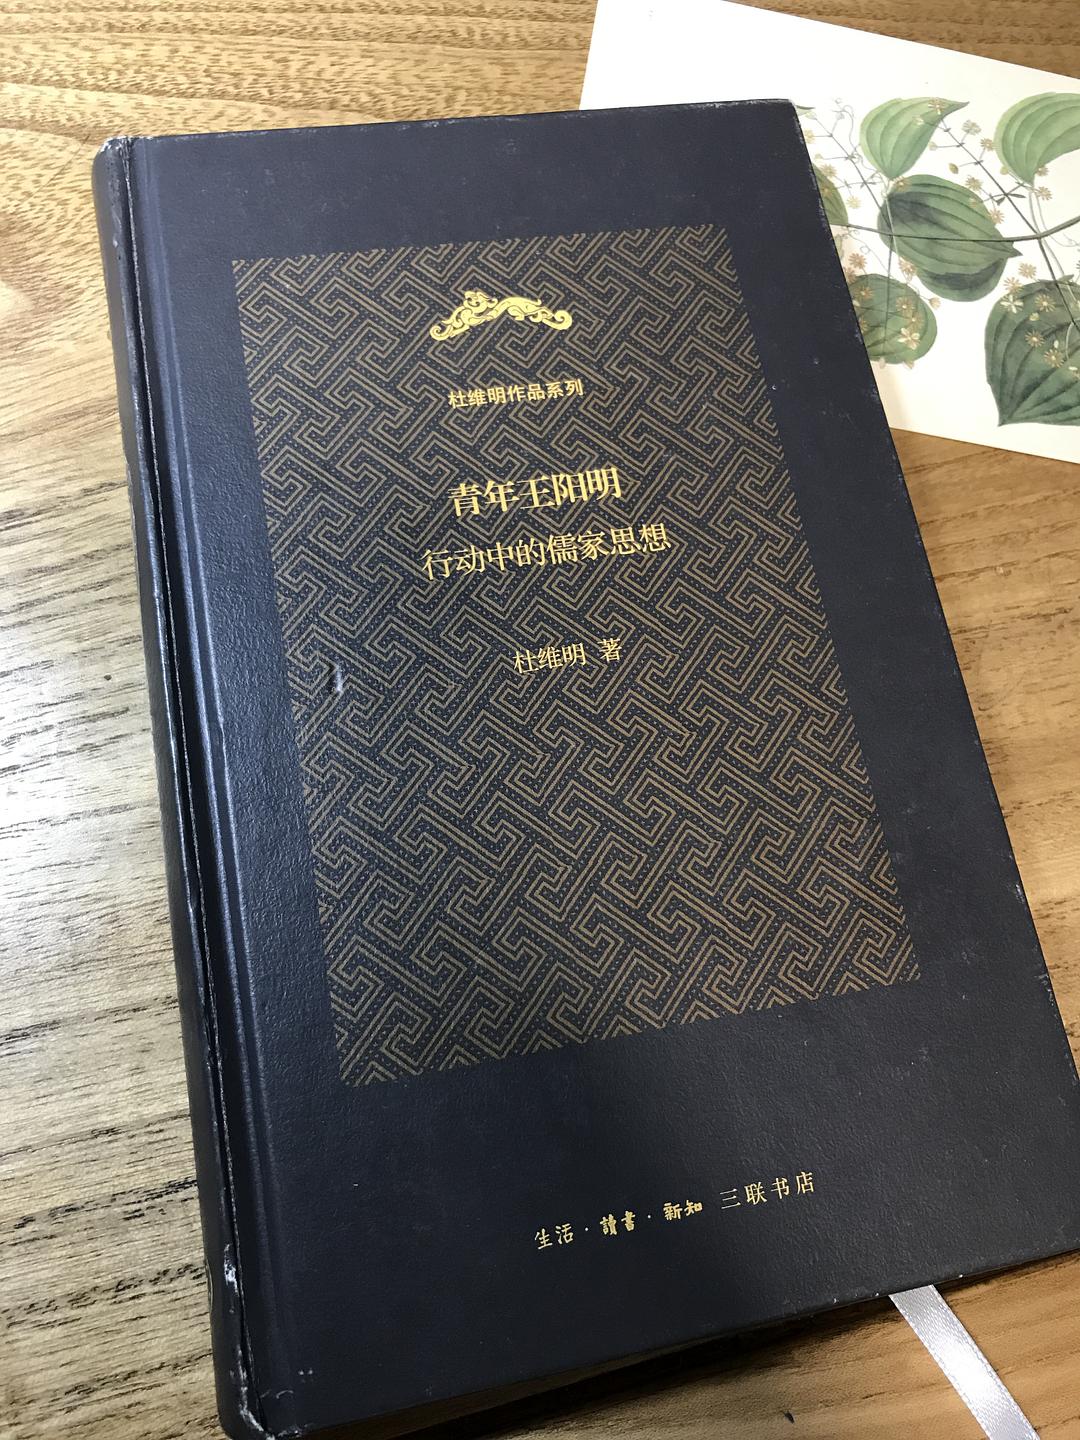 杜维明作品系列
青年王阳明
行动中的儒家思想
杜维明 著
生活·讀書·新知 三联书店